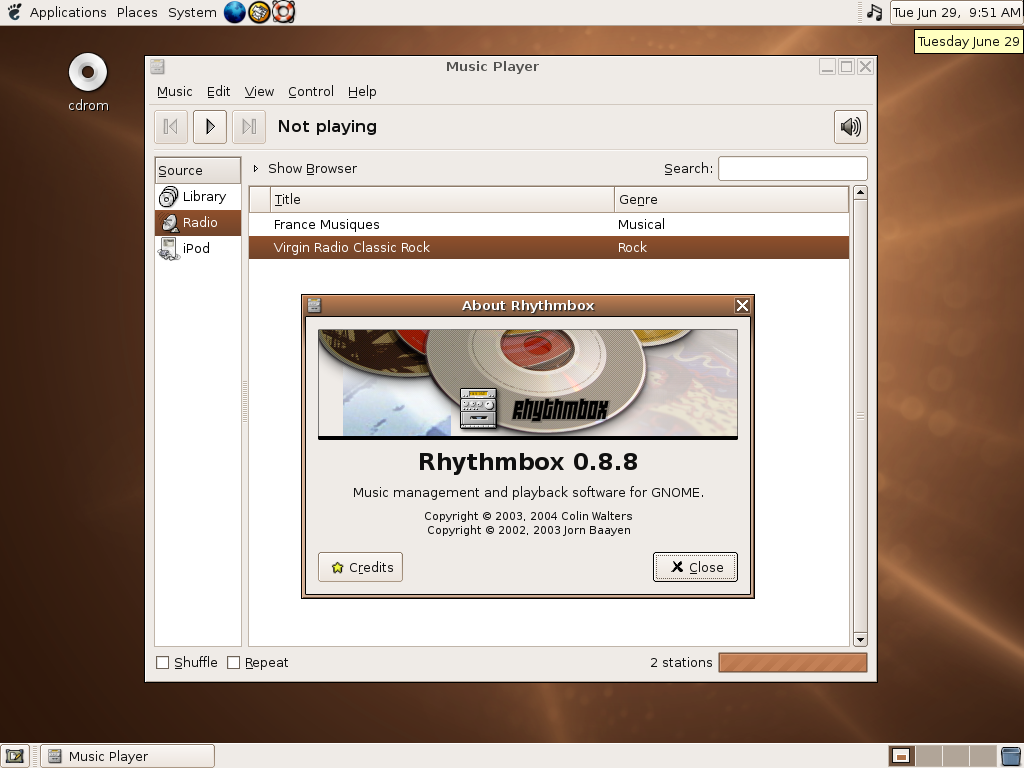 Applications Places System Tue Jun 29, 9:51 AM
Tuesday June 29
cdrom
Music Player
Music Edit View Control Help
Not playing
Source
Show Browser Search:
Library
Radio
iPod
Title Genre
France Musiques Musical
Virgin Radio Classic Rock Rock
About Rhythmbox
Rhythmbox
Rhythmbox 0.8.8
Music management and playback software for GNOME.
Copyright © 2003, 2004 Colin Walters
Copyright © 2002, 2003 Jorn Baayen
Credits Close
Shuffle Repeat 2 stations
Music Player